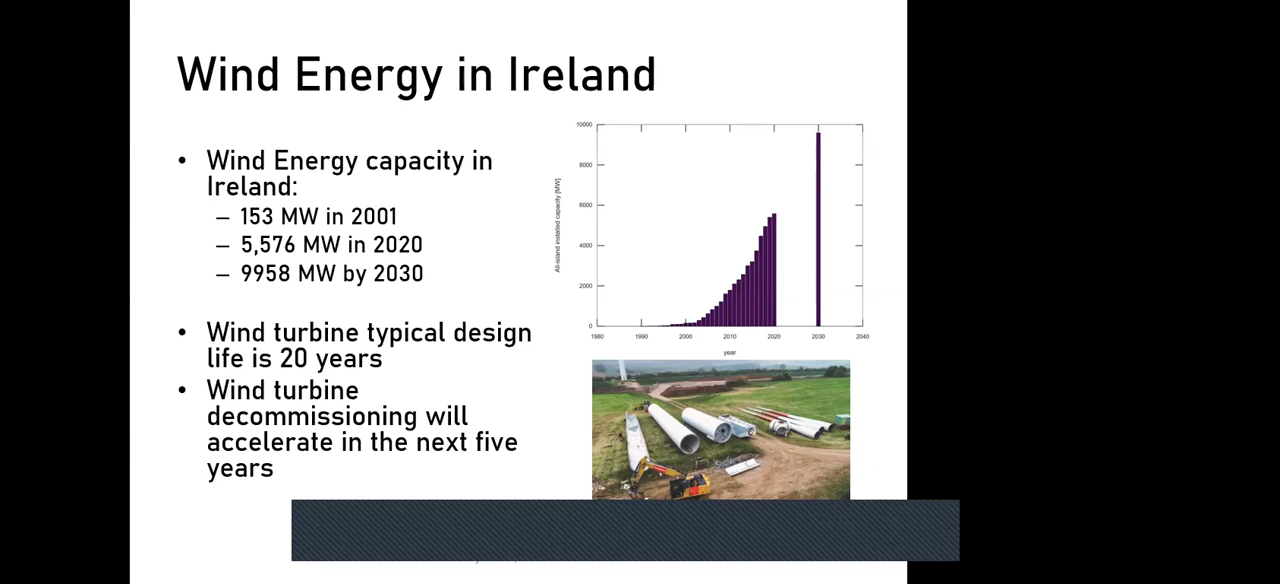 Wind Energy in Ireland
• Wind Energy capacity in
Ireland:
– 153 MW in 2001
– 5,576 MW in 2020
– 9958 MW by 2030
• Wind turbine typical design
life is 20 years
• Wind turbine
decommissioning will
accelerate in the next five
years
All-island installed capacity [MW]
10000
8000
6000
4000
2000
0
1980 1990 2000 2010 2020 2030 2040
year